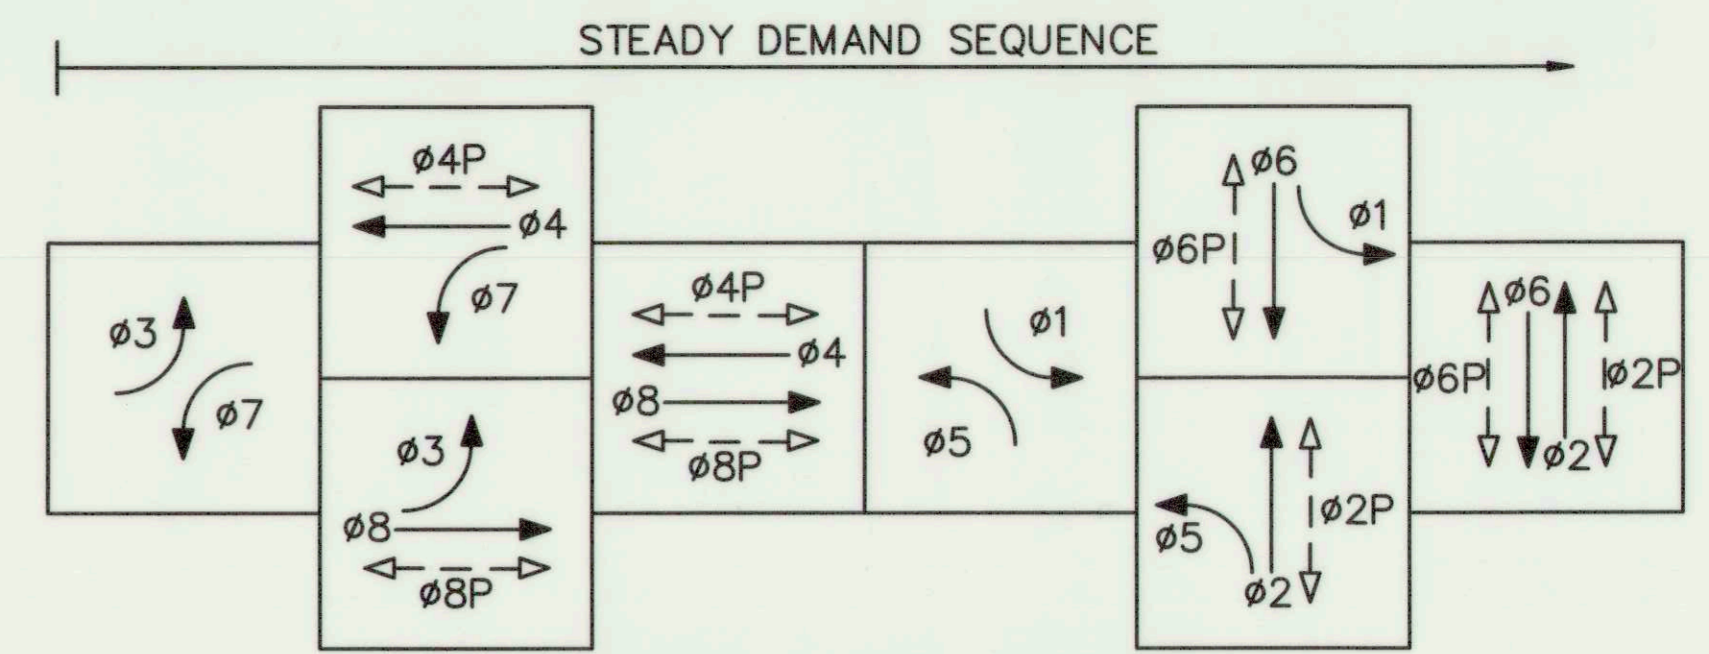 STEADY DEMAND SEQUENCE
ø3
ø7
ø4P
ø4
ø7
ø3
ø8
ø8P
ø4P
ø4
ø8
ø8P
ø1
ø5
ø6
ø1
ø6P
ø5
ø2P
ø2
ø6
ø6P
ø2P
ø2